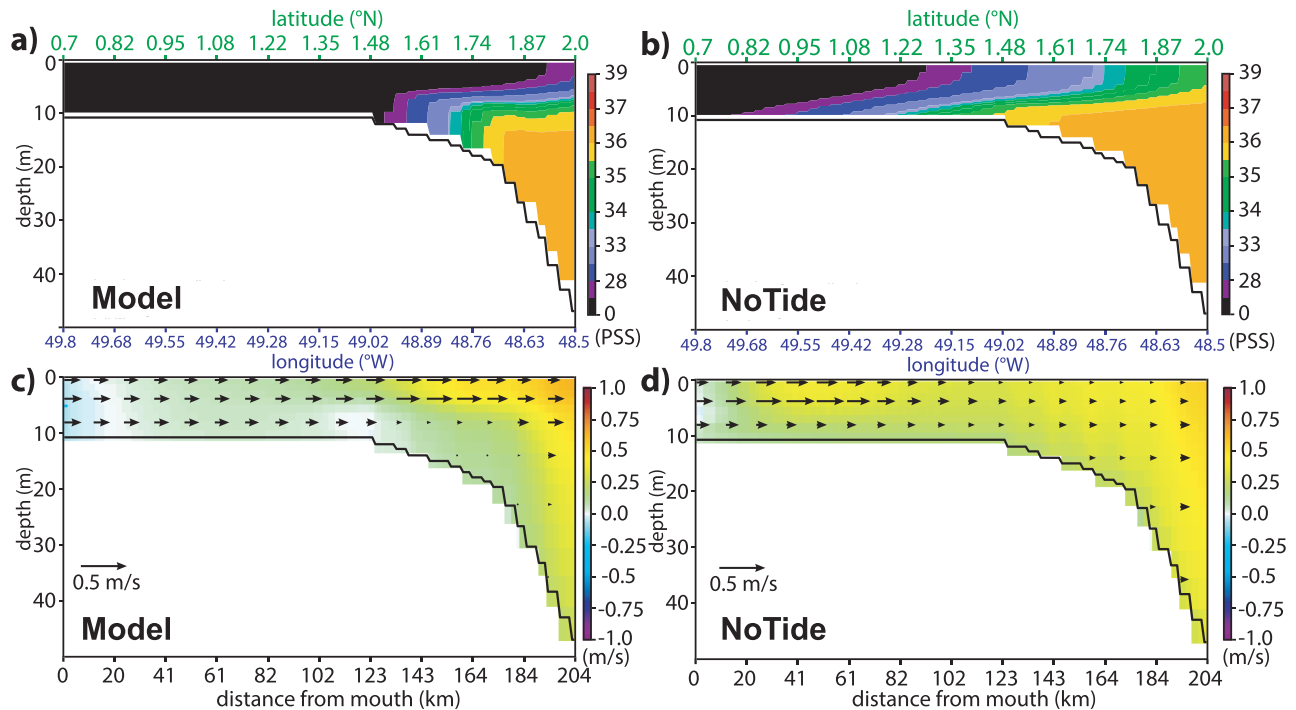 latitude (°N)
a)
0.7 0.82 0.95 1.08 1.22 1.35 1.48 1.61 1.74 1.87 2.0
0
10
20
30
40
depth (m)
Model
39
37
36
35
34
33
28
0
(PSS)
49.8 49.68 49.55 49.42 49.28 49.15 49.02 48.89 48.76 48.63 48.5
longitude (°W)
latitude (°N)
b)
0.7 0.82 0.95 1.08 1.22 1.35 1.48 1.61 1.74 1.87 2.0
0
10
20
30
40
depth (m)
NoTide
39
37
36
35
34
33
28
0
(PSS)
49.8 49.68 49.55 49.42 49.28 49.15 49.02 48.89 48.76 48.63 48.5
longitude (°W)
c)
0
10
20
30
40
depth (m)
0.5 m/s
Model
1.0
0.75
0.5
0.25
0.0
-0.25
-0.5
-0.75
-1.0
(m/s)
0 20 41 61 82 102 123 143 164 184 204
distance from mouth (km)
d)
0
10
20
30
40
depth (m)
0.5 m/s
NoTide
1.0
0.75
0.5
0.25
0.0
-0.25
-0.5
-0.75
-1.0
(m/s)
0 20 41 61 82 102 123 143 164 184 204
distance from mouth (km)